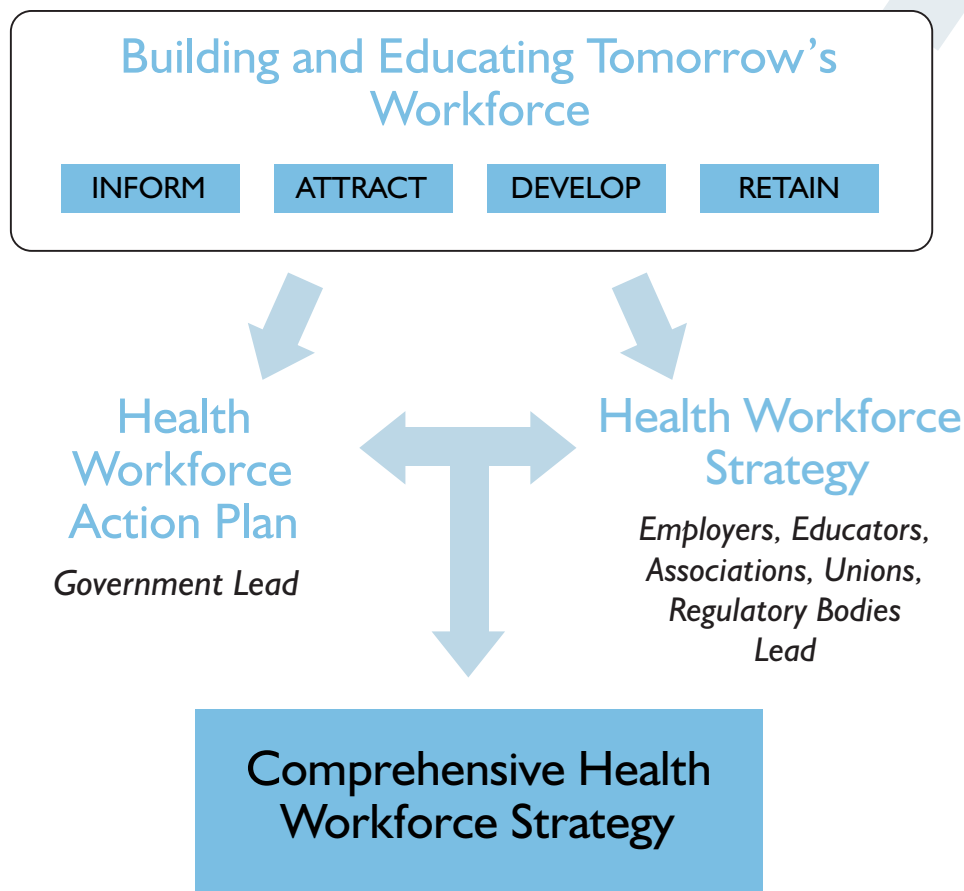 Building and Educating Tomorrow's
Workforce
INFORM
ATTRACT
DEVELOP
RETAIN
Health
Workforce
Action Plan
Government Lead
Health Workforce
Strategy
Employers, Educators,
Associations, Unions,
Regulatory Bodies
Lead
Comprehensive Health
Workforce Strategy